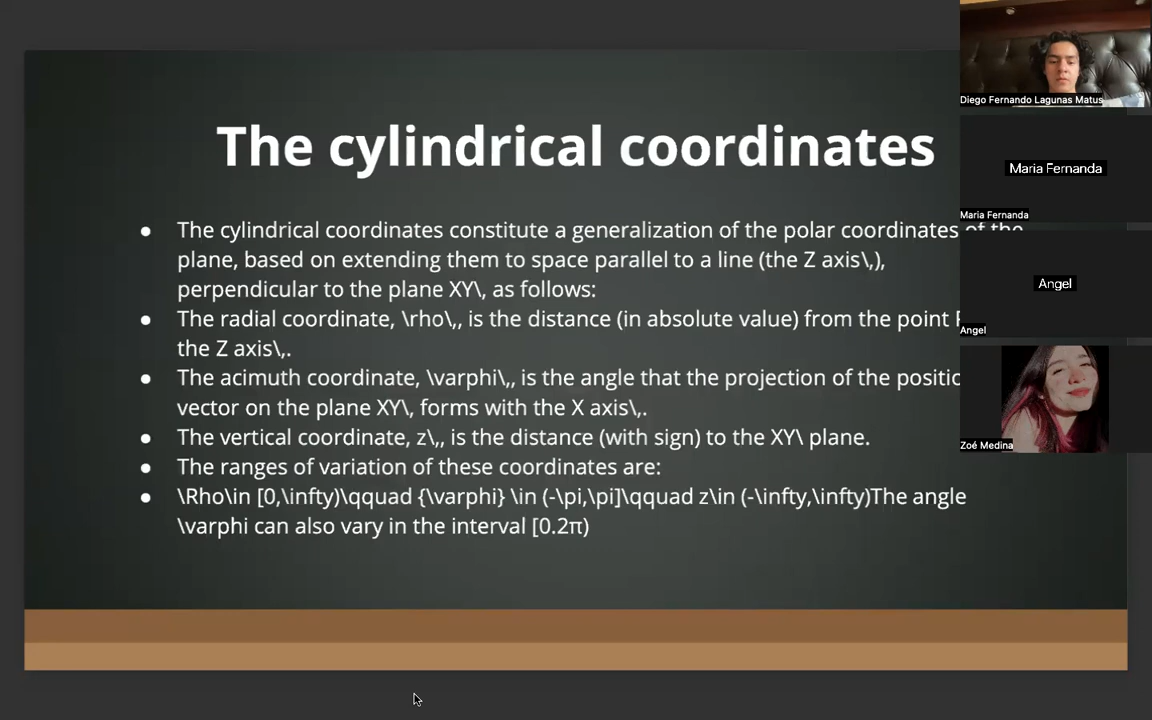 The cylindrical coordinates
● The cylindrical coordinates constitute a generalization of the polar coordinates of the
plane, based on extending them to space parallel to a line (the Z axis\,),
perpendicular to the plane XY\, as follows:
● The radial coordinate, \rho\,, is the distance (in absolute value) from the point
the Z axis\,.
● The acimuth coordinate, \varphi\,, is the angle that the projection of the
vector on the plane XY\, forms with the X axis\,.
● The vertical coordinate, z\,, is the distance (with sign) to the XY\ plane.
● The ranges of variation of these coordinates are:
● \Rho\in [0,\infty)\qquad {\varphi} \in (-\pi,\pi]\qquad z\in (-\infty,\infty)The angle
\varphi can also vary in the interval [0.2π)
Diego Fernando Lagunas Matus
Maria Fernanda
Maria Fernanda
Angel
Angel
Zoé Medina